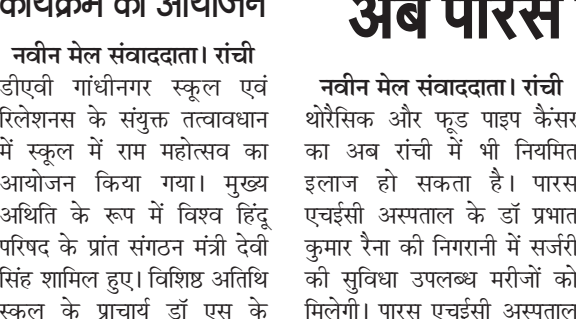 कार्यक्रम का आयोजन
नवीन मेल संवाददाता। रांची
डीएवी गांधीनगर स्कूल एवं
रिलेशनस के संयुक्त तत्वावधान
में स्कूल में राम महोत्सव का
आयोजन किया गया। मुख्य
अथिति के रूप में विश्व हिंदू
परिषद के प्रांत संगठन मंत्री देवी
सिंह शामिल हुए। विशिष्ठ अतिथि
स्कूल के प्राचार्य डॉ एस के
अब पारस
नवीन मेल संवाददाता। रांची
थोरैसिक और फूड पाइप कैंसर
का अब रांची में भी नियमित
इलाज हो सकता है। पारस
एचईसी अस्पताल के डॉ प्रभात
कुमार रैना की निगरानी में सर्जरी
की सुविधा उपलब्ध मरीजों को
मिलेगी। पारस एचईसी अस्पताल